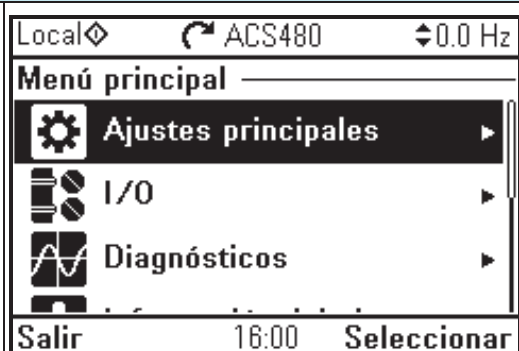 Local ACS480 0.0 Hz
Menú principal
Ajustes principales
I/O
Diagnósticos
Salir 16:00 Seleccionar